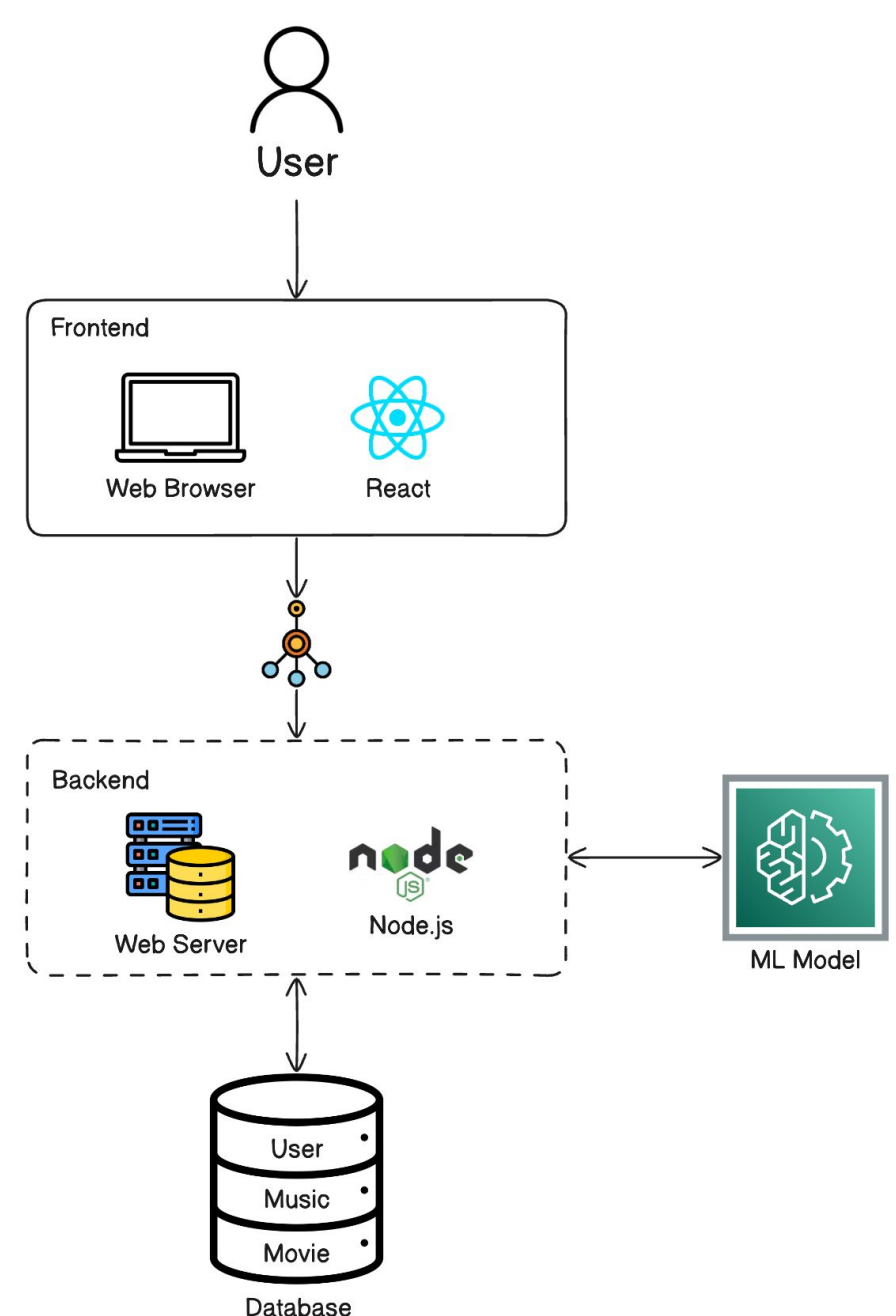 User
Frontend
Web Browser
React
Backend
node
JS
Web Server
Node.js
ML Model
User
Music
Movie
Database